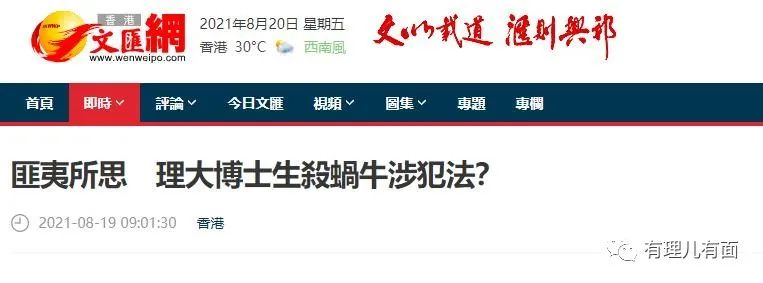 香港
文匯網
www.wenweipo.com
2021年8月20日 星期五
香港 30°C 西南風
文以載道 匯則興邦
首頁 即時 評論 今日文匯 視頻 圖集 專題 專欄
匪夷所思 理大博士生殺蝸牛涉犯法?
2021-08-19 09:01:30 香港
有理儿有面